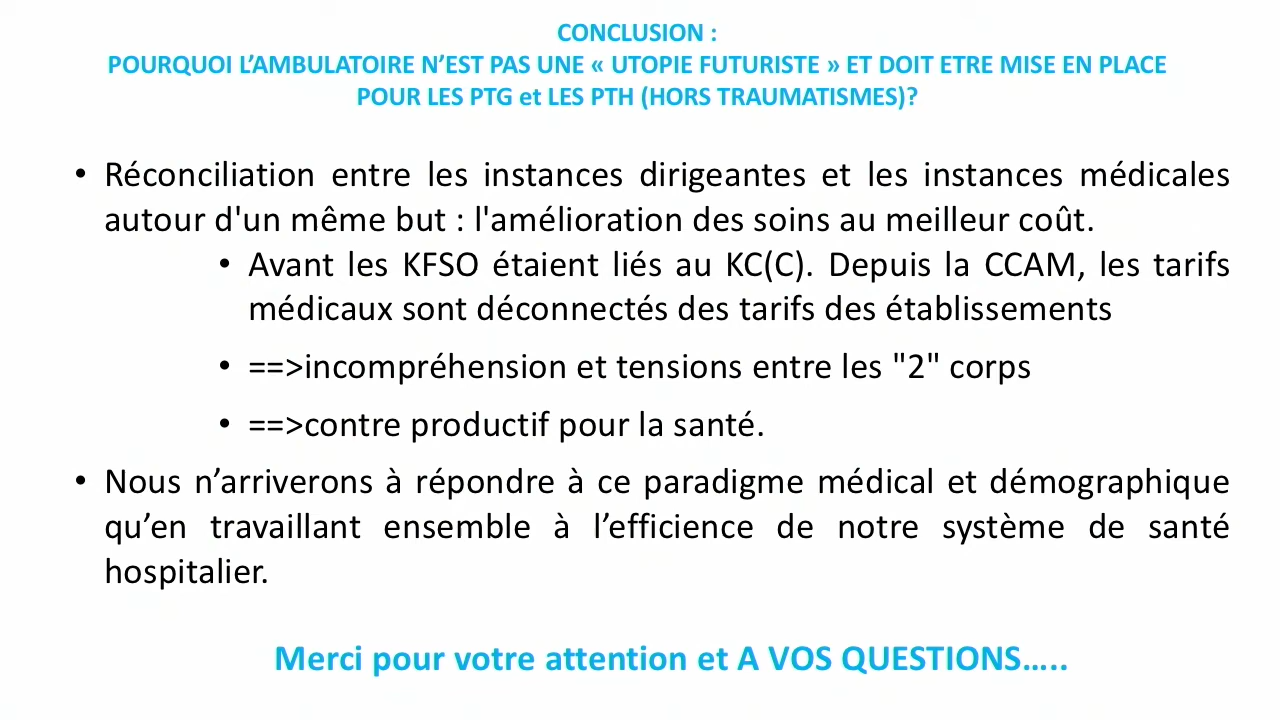 CONCLUSION :
POURQUOI L’AMBULATOIRE N’EST PAS UNE « UTOPIE FUTURISTE » ET DOIT ETRE MISE EN PLACE
POUR LES PTG et LES PTH (HORS TRAUMATISMES)?
• Réconciliation entre les instances dirigeantes et les instances médicales
autour d'un même but : l'amélioration des soins au meilleur coût.
• Avant les KFSO étaient liés au KC(C). Depuis la CCAM, les tarifs
médicaux sont déconnectés des tarifs des établissements
• ==>incompréhension et tensions entre les "2" corps
• ==>contre productif pour la santé.
• Nous n’arriverons à répondre à ce paradigme médical et démographique
qu’en travaillant ensemble à l’efficience de notre système de santé
hospitalier.
Merci pour votre attention et A VOS QUESTIONS…..